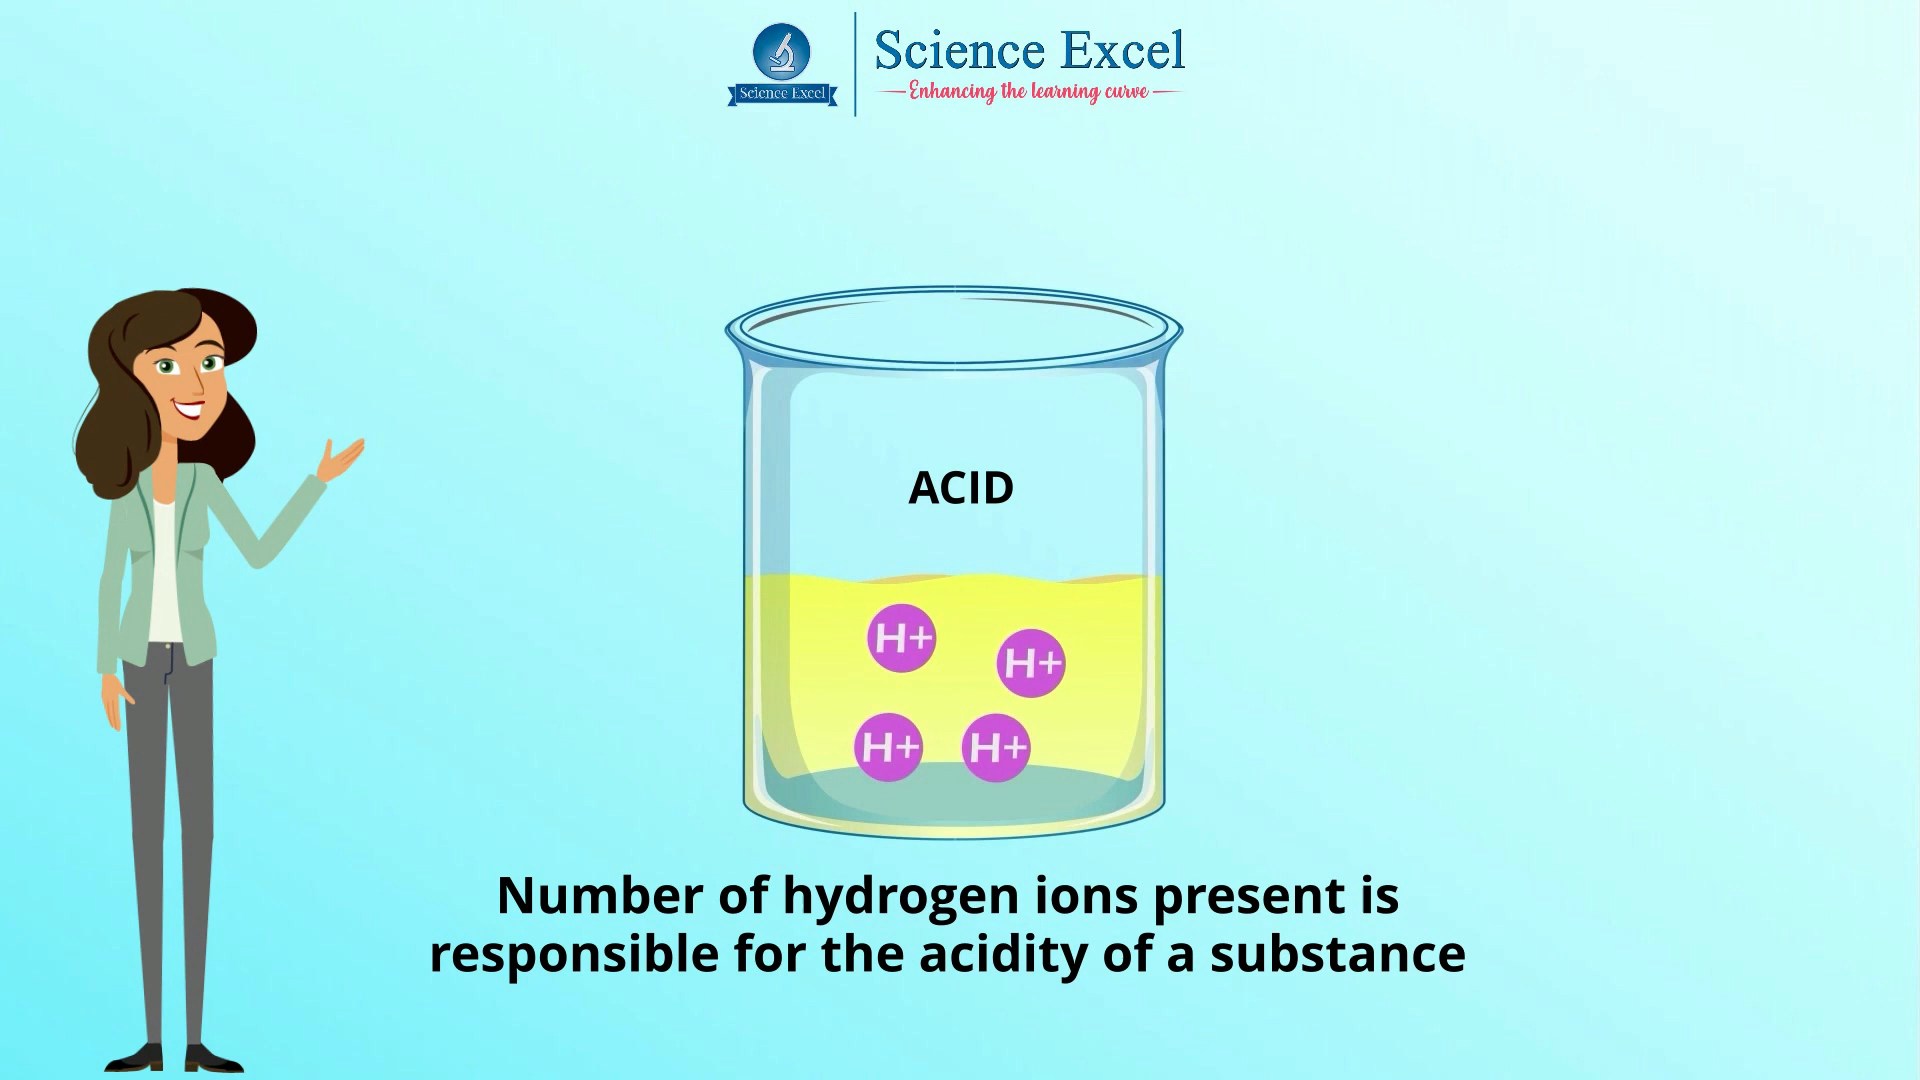 Science Excel
Science Excel
Enhancing the learning curve
ACID
H+
H+
H+
H+
Number of hydrogen ions present is
responsible for the acidity of a substance